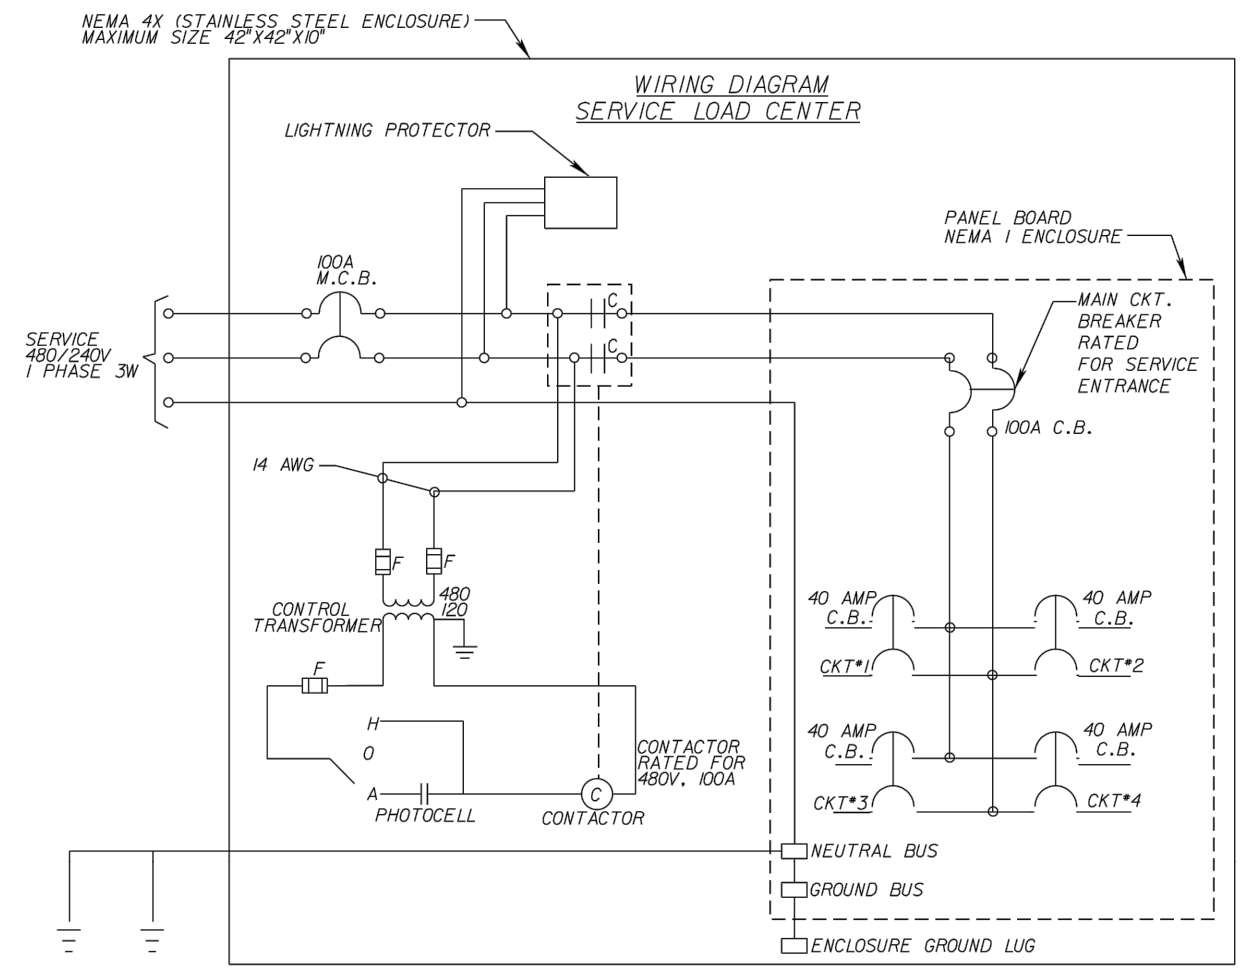 NEMA 4X (STAINLESS STEEL ENCLOSURE)
MAXIMUM SIZE 42"X42"X10"
WIRING DIAGRAM
SERVICE LOAD CENTER
LIGHTNING PROTECTOR
PANEL BOARD
NEMA 1 ENCLOSURE
100A
M.C.B.
C
C
MAIN CKT.
BREAKER
RATED
FOR SERVICE
ENTRANCE
SERVICE
480/240V
1 PHASE 3W
100A C.B.
14 AWG
F
F
480
120
CONTROL
TRANSFORMER
F
H
O
A
PHOTOCELL
C
CONTACTOR
CONTACTOR
RATED FOR
480V, 100A
40 AMP
C.B.
40 AMP
C.B.
CKT#1
CKT#2
40 AMP
C.B.
40 AMP
C.B.
CKT#3
CKT#4
NEUTRAL BUS
GROUND BUS
ENCLOSURE GROUND LUG